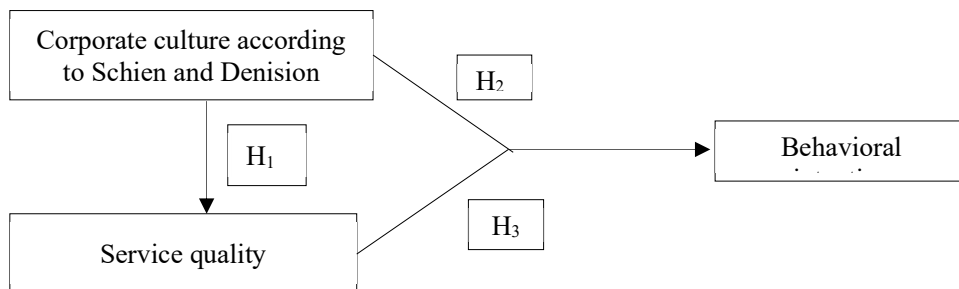 Corporate culture according
to Schien and Denision
H₂
H₁
Behavioral
H₃
Service quality